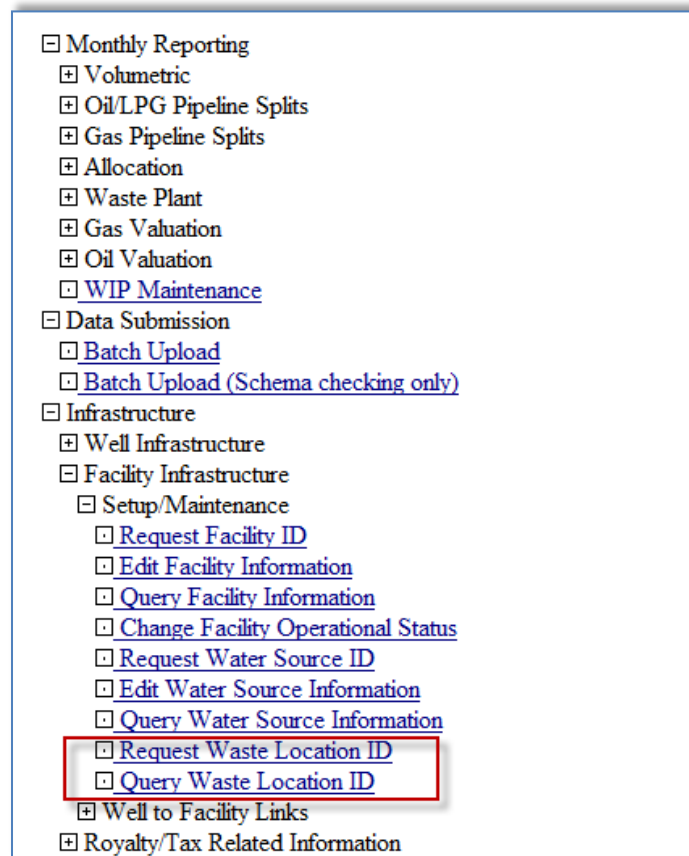 Monthly Reporting
Volumetric
Oil/LPG Pipeline Splits
Gas Pipeline Splits
Allocation
Waste Plant
Gas Valuation
Oil Valuation
WIP Maintenance
Data Submission
Batch Upload
Batch Upload (Schema checking only)
Infrastructure
Well Infrastructure
Facility Infrastructure
Setup/Maintenance
Request Facility ID
Edit Facility Information
Query Facility Information
Change Facility Operational Status
Request Water Source ID
Edit Water Source Information
Query Water Source Information
Request Waste Location ID
Query Waste Location ID
Well to Facility Links
Royalty/Tax Related Information